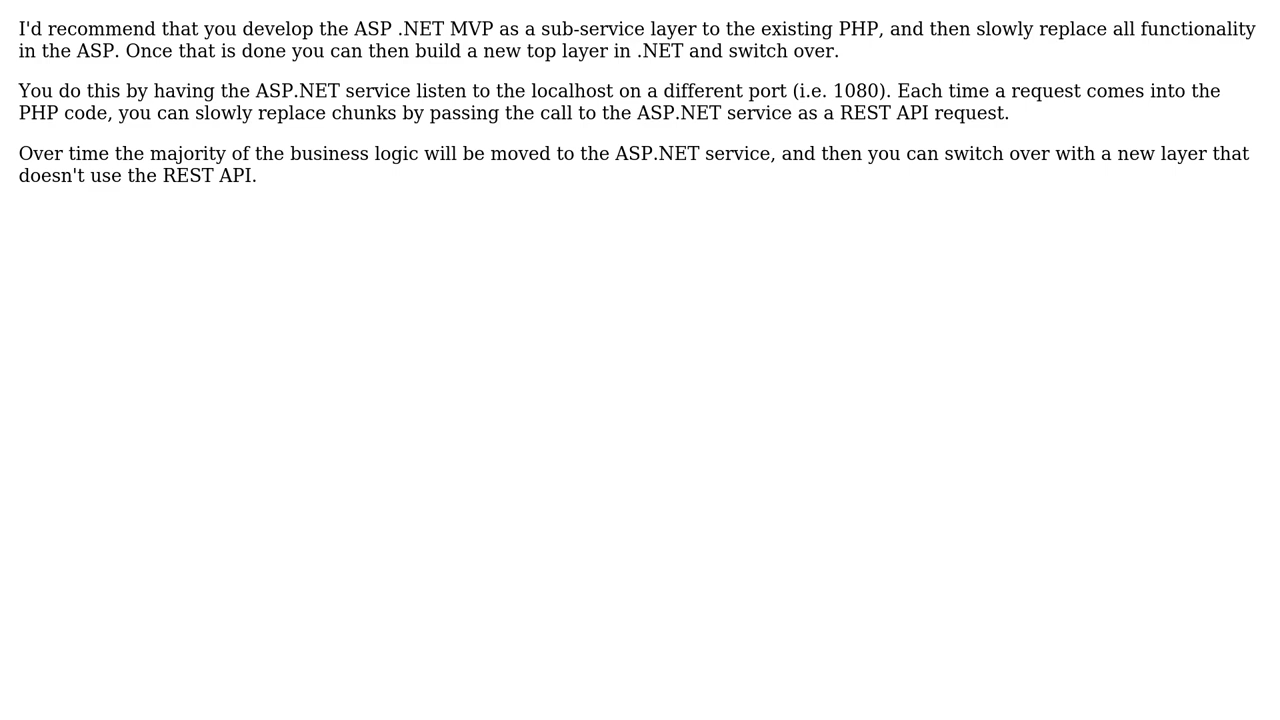 I'd recommend that you develop the ASP .NET MVP as a sub-service layer to the existing PHP, and then slowly replace all functionality
in the ASP. Once that is done you can then build a new top layer in .NET and switch over.
You do this by having the ASP.NET service listen to the localhost on a different port (i.e. 1080). Each time a request comes into the
PHP code, you can slowly replace chunks by passing the call to the ASP.NET service as a REST API request.
Over time the majority of the business logic will be moved to the ASP.NET service, and then you can switch over with a new layer that
doesn't use the REST API.